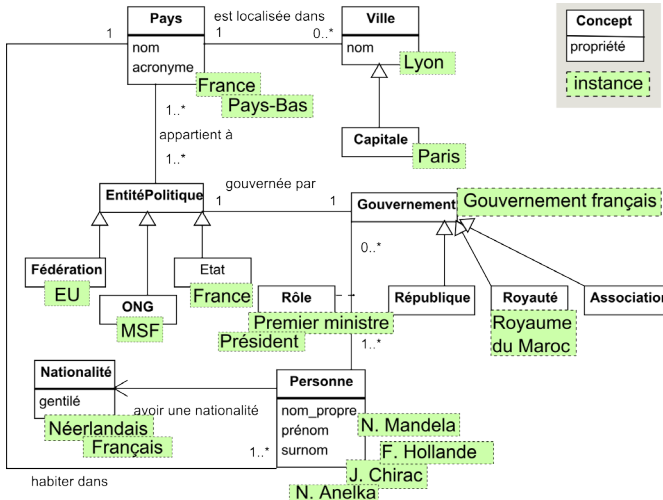 Pays
est localisée dans
Ville
Concept
1
1
0..*
nom
acronyme
nom
propriété
Lyon
France
Pays-Bas
instance
1..*
appartient à
1..*
Capitale
Paris
EntitéPolitique
gouvernée par
1
1
Gouvernement
Gouvernement français
0..*
Fédération
EU
ONG
MSF
Etat
France
Rôle
Premier ministre
Président
République
Royauté
Royaume
du Maroc
Association
1..*
Nationalité
gentilé
Néerlandais
Français
avoir une nationalité
Personne
nom_propre
prénom
surnom
N. Mandela
F. Hollande
J. Chirac
N. Anelka
1..*
habiter dans